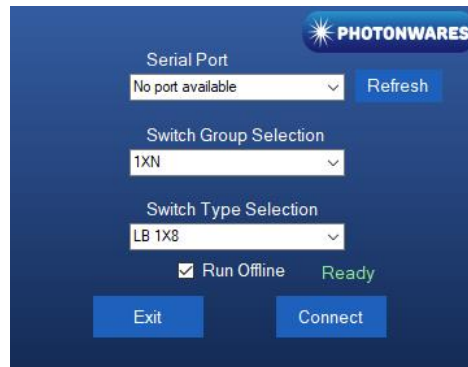 PHOTONWARES
Serial Port
No port available
Refresh
Switch Group Selection
1XN
Switch Type Selection
LB 1X8
Run Offline
Ready
Exit
Connect